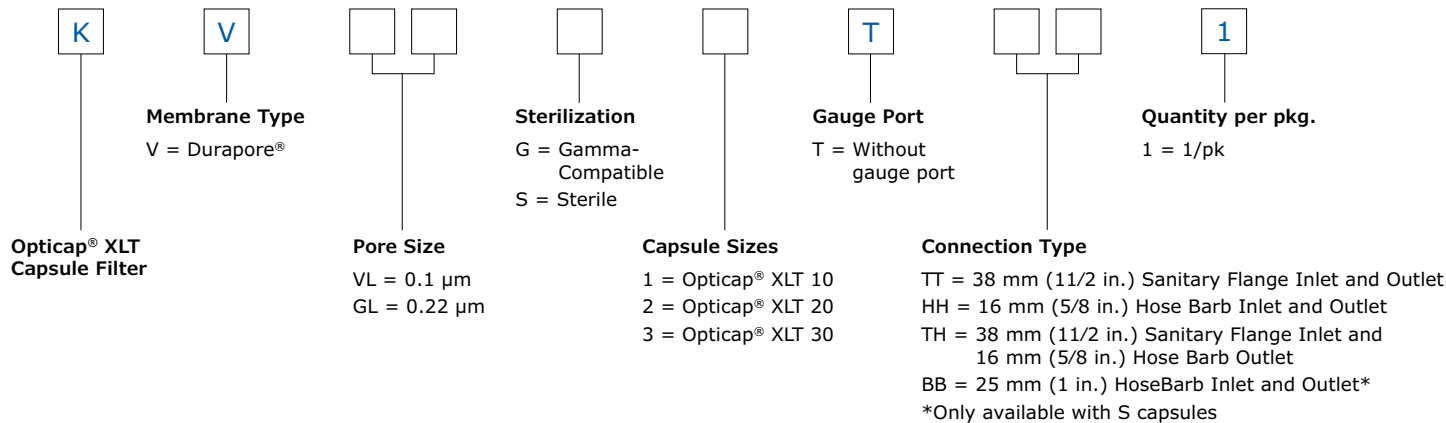 K V T 1
Membrane Type
V = Durapore®
Sterilization
G = Gamma-
Compatible
S = Sterile
Gauge Port
T = Without
gauge port
Quantity per pkg.
1 = 1/pk
Opticap® XLT
Capsule Filter
Pore Size
VL = 0.1 µm
GL = 0.22 µm
Capsule Sizes
1 = Opticap® XLT 10
2 = Opticap® XLT 20
3 = Opticap® XLT 30
Connection Type
TT = 38 mm (11/2 in.) Sanitary Flange Inlet and Outlet
HH = 16 mm (5/8 in.) Hose Barb Inlet and Outlet
TH = 38 mm (11/2 in.) Sanitary Flange Inlet and
16 mm (5/8 in.) Hose Barb Outlet
BB = 25 mm (1 in.) HoseBarb Inlet and Outlet*
*Only available with S capsules